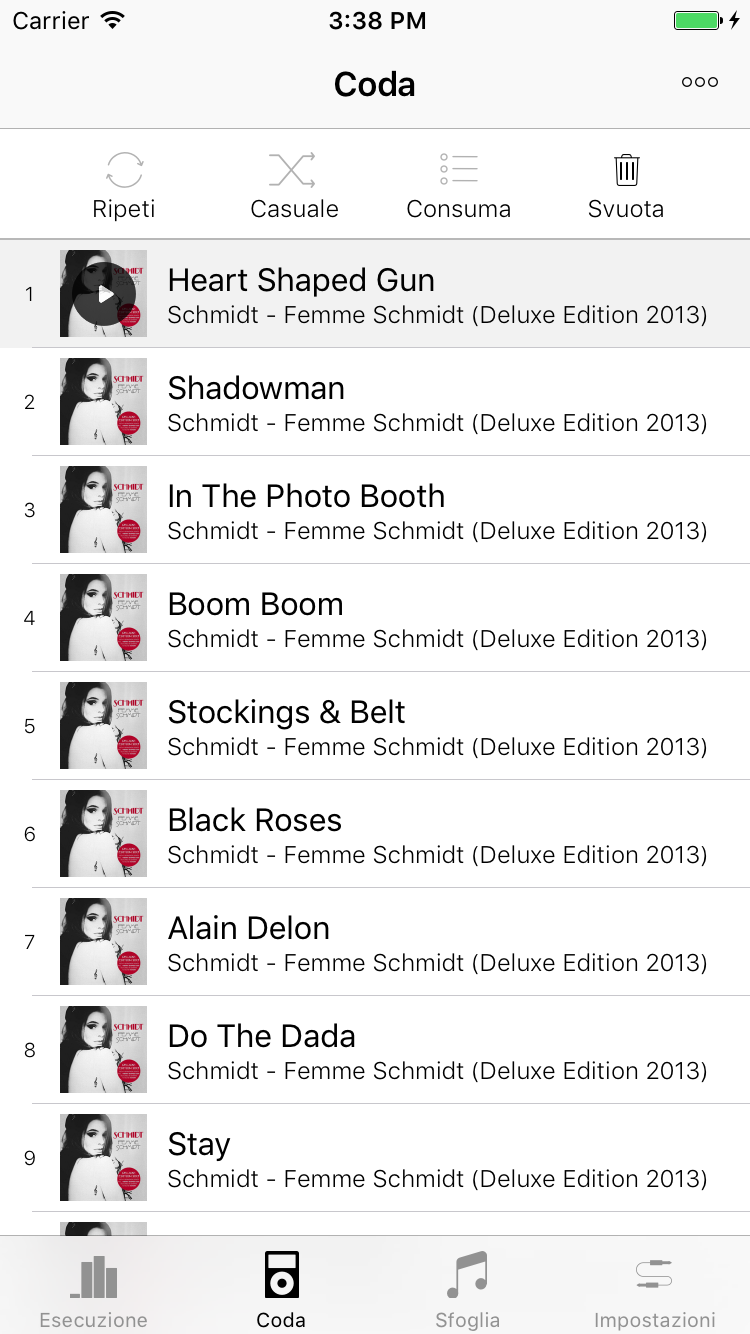 Carrier 3:38 PM
Coda
Ripeti Casuale Consuma Svuota
1 Heart Shaped Gun
Schmidt - Femme Schmidt (Deluxe Edition 2013)
2 Shadowman
Schmidt - Femme Schmidt (Deluxe Edition 2013)
3 In The Photo Booth
Schmidt - Femme Schmidt (Deluxe Edition 2013)
4 Boom Boom
Schmidt - Femme Schmidt (Deluxe Edition 2013)
5 Stockings & Belt
Schmidt - Femme Schmidt (Deluxe Edition 2013)
6 Black Roses
Schmidt - Femme Schmidt (Deluxe Edition 2013)
7 Alain Delon
Schmidt - Femme Schmidt (Deluxe Edition 2013)
8 Do The Dada
Schmidt - Femme Schmidt (Deluxe Edition 2013)
9 Stay
Schmidt - Femme Schmidt (Deluxe Edition 2013)
Esecuzione Coda Sfoglia Impostazioni